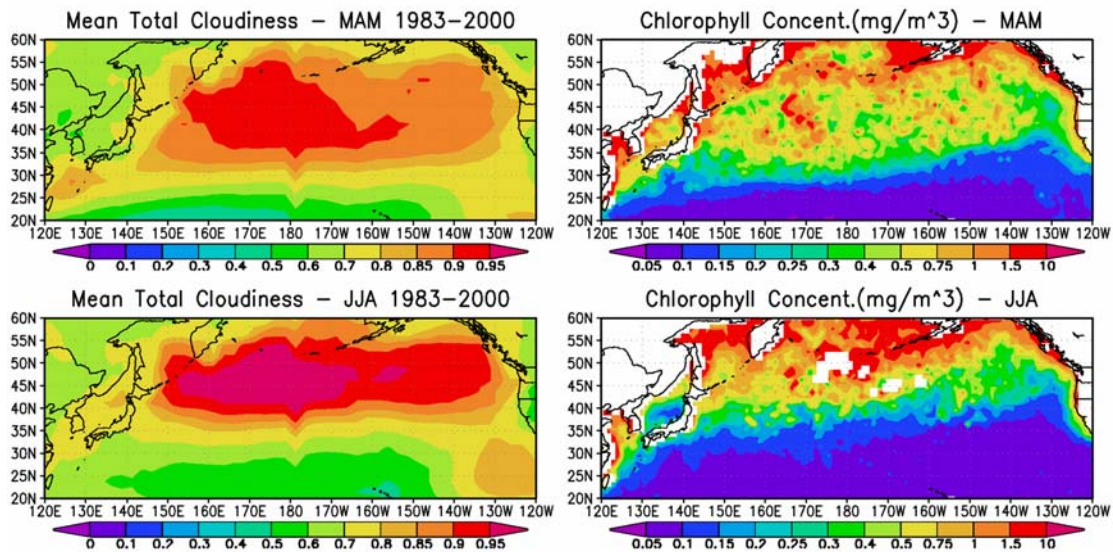 Mean Total Cloudiness – MAM 1983–2000
60N
55N
50N
45N
40N
35N
30N
25N
20N
120E 130E 140E 150E 160E 170E 180 170W 160W 150W 140W 130W 120W
0 0.1 0.2 0.3 0.4 0.5 0.6 0.7 0.8 0.85 0.9 0.95
Chlorophyll Concent.(mg/m^3) – MAM
60N
55N
50N
45N
40N
35N
30N
25N
20N
120E 130E 140E 150E 160E 170E 180 170W 160W 150W 140W 130W 120W
0.05 0.1 0.15 0.2 0.25 0.3 0.4 0.5 0.75 1 1.5 10
Mean Total Cloudiness – JJA 1983–2000
60N
55N
50N
45N
40N
35N
30N
25N
20N
120E 130E 140E 150E 160E 170E 180 170W 160W 150W 140W 130W 120W
0 0.1 0.2 0.3 0.4 0.5 0.6 0.7 0.8 0.85 0.9 0.95
Chlorophyll Concent.(mg/m^3) – JJA
60N
55N
50N
45N
40N
35N
30N
25N
20N
120E 130E 140E 150E 160E 170E 180 170W 160W 150W 140W 130W 120W
0.05 0.1 0.15 0.2 0.25 0.3 0.4 0.5 0.75 1 1.5 10